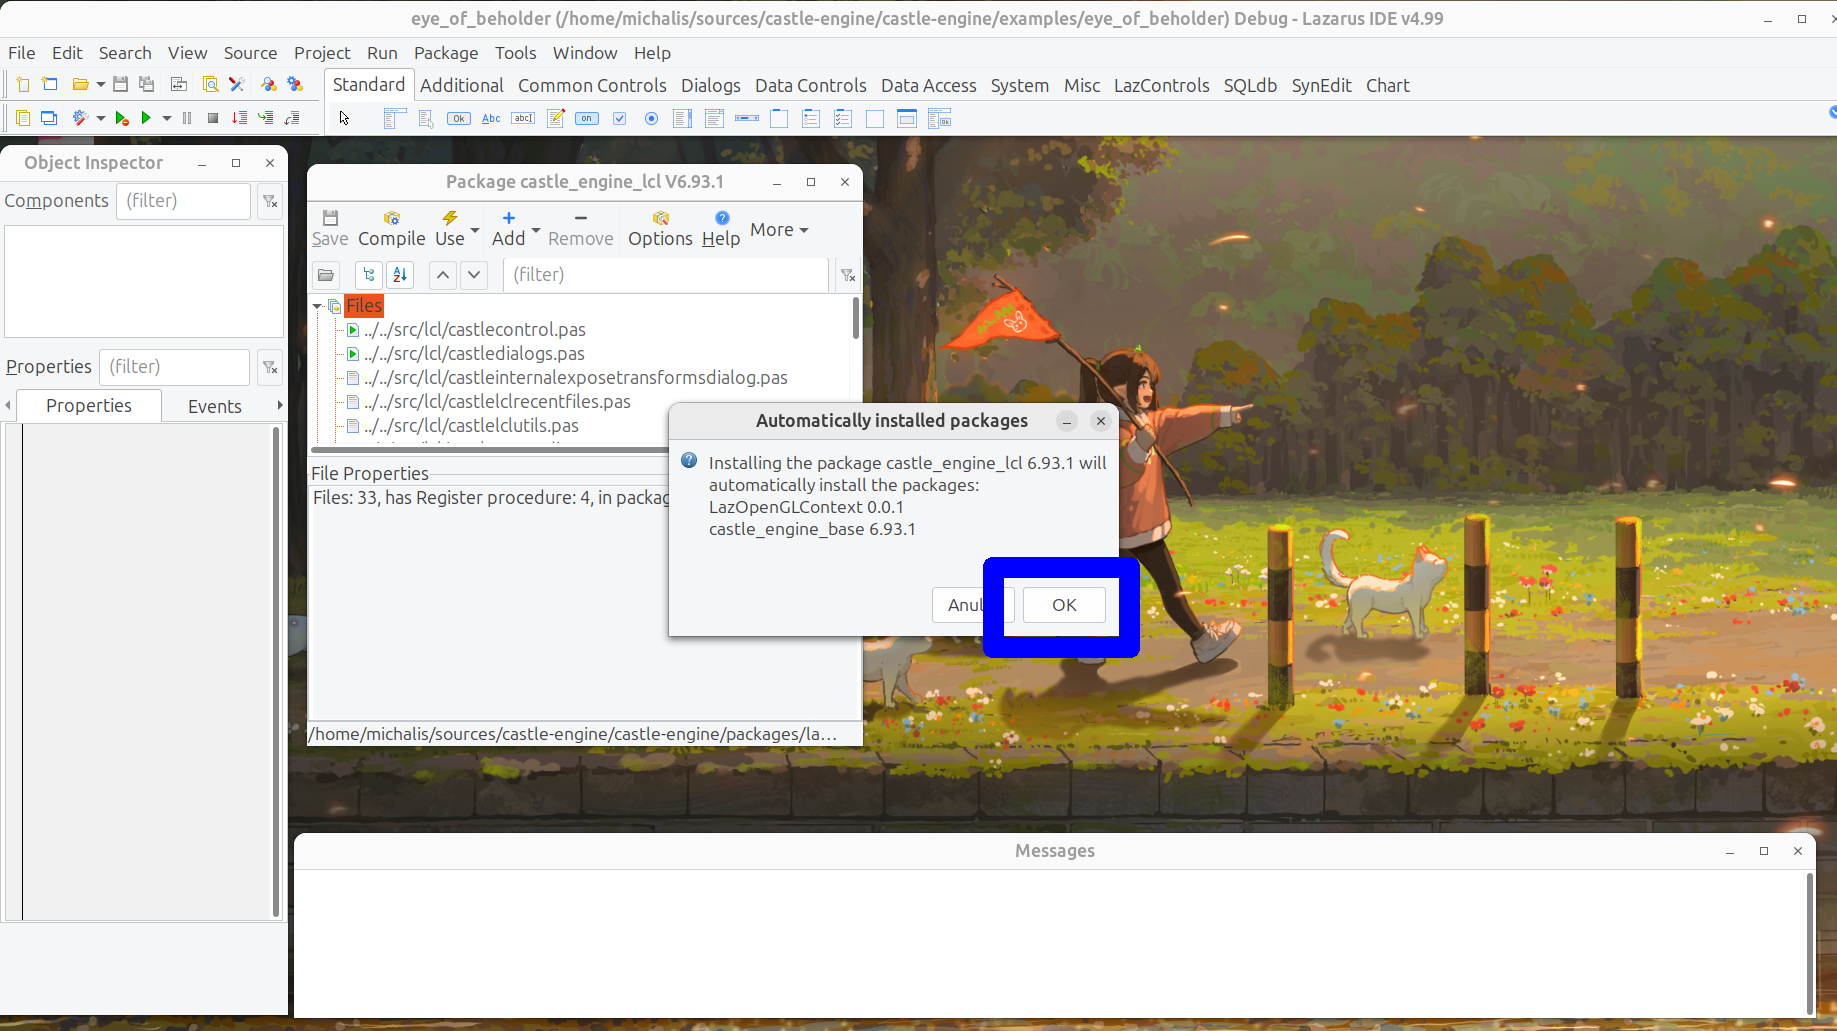 eye_of_beholder (/home/michalis/sources/castle-engine/castle-engine/examples/eye_of_beholder) Debug - Lazarus IDE v4.99
File Edit Search View Source Project Run Package Tools Window Help
Standard Additional Common Controls Dialogs Data Controls Data Access System Misc LazControls SQLdb SynEdit Chart
Ok Abc abcI on
Object Inspector
Components (filter)
Properties (filter)
Properties Events
Package castle_engine_lcl V6.93.1
Save Compile Use Add Remove Options Help More
(filter)
Files
../../src/lcl/castlecontrol.pas
../../src/lcl/castledialogs.pas
../../src/lcl/castleinternalexposetransformsdialog.pas
../../src/lcl/castlelclrecentfiles.pas
../../src/lcl/castlelclutils.pas
File Properties
Files: 33, has Register procedure: 4, in packag
/home/michalis/sources/castle-engine/castle-engine/packages/la...
Automatically installed packages
Installing the package castle_engine_lcl 6.93.1 will
automatically install the packages:
LazOpenGLContext 0.0.1
castle_engine_base 6.93.1
Anul OK
Messages